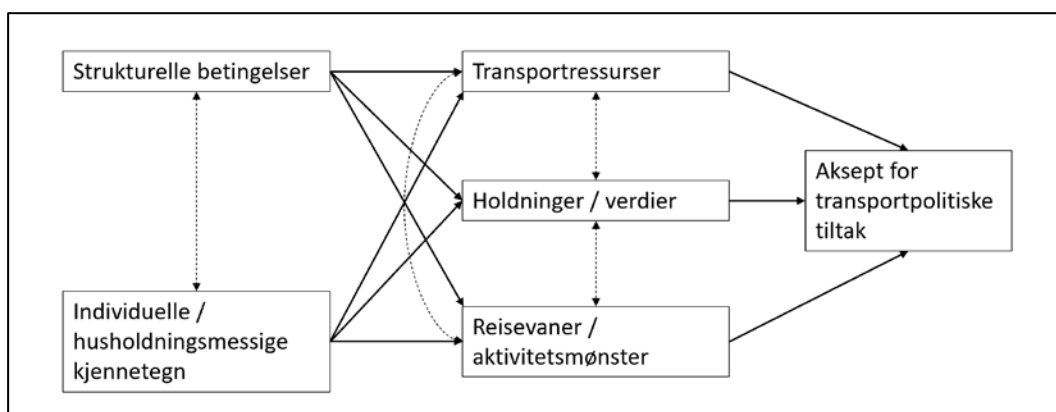 Strukturelle betingelser
Transportressurser
Holdninger / verdier
Aksept for
transportpolitiske
tiltak
Individuelle /
husholdningsmessige
kjennetegn
Reisevaner /
aktivitetsmønster